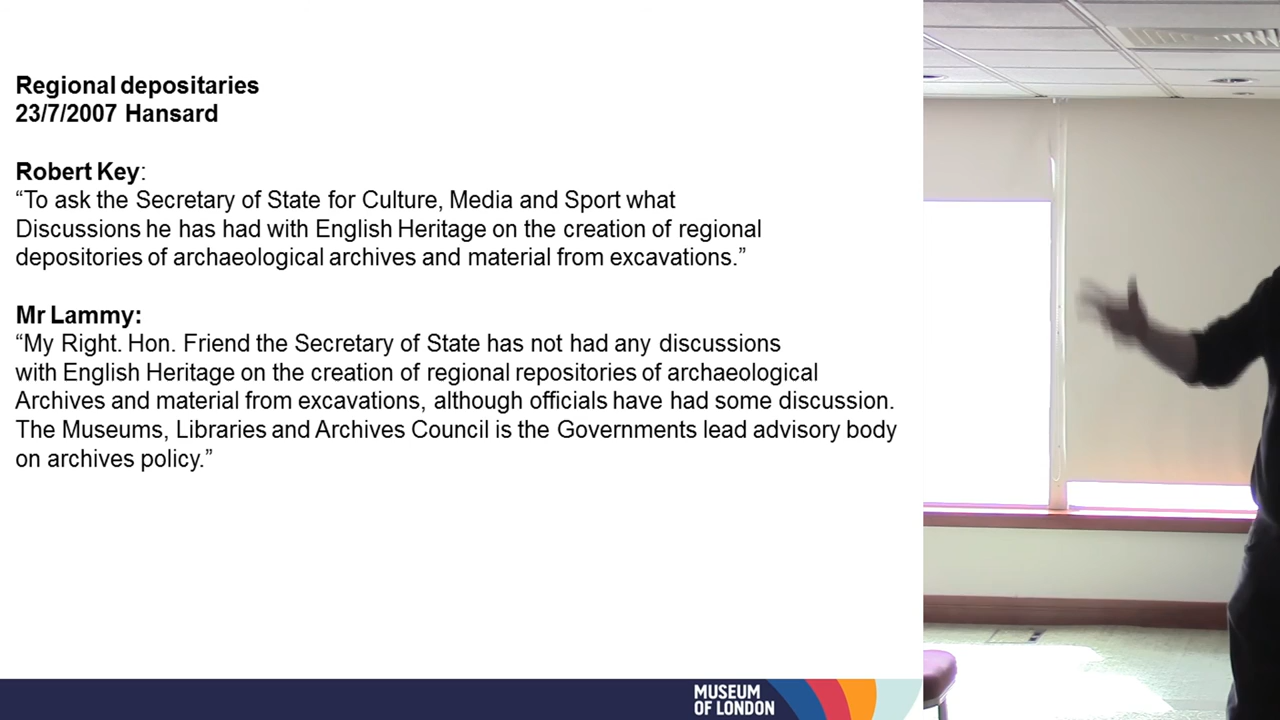 Regional depositaries
23/7/2007 Hansard
Robert Key:
“To ask the Secretary of State for Culture, Media and Sport what
Discussions he has had with English Heritage on the creation of regional
depositories of archaeological archives and material from excavations.”
Mr Lammy:
“My Right. Hon. Friend the Secretary of State has not had any discussions
with English Heritage on the creation of regional repositories of archaeological
Archives and material from excavations, although officials have had some discussion.
The Museums, Libraries and Archives Council is the Governments lead advisory body
on archives policy.”
MUSEUM
OF LONDON